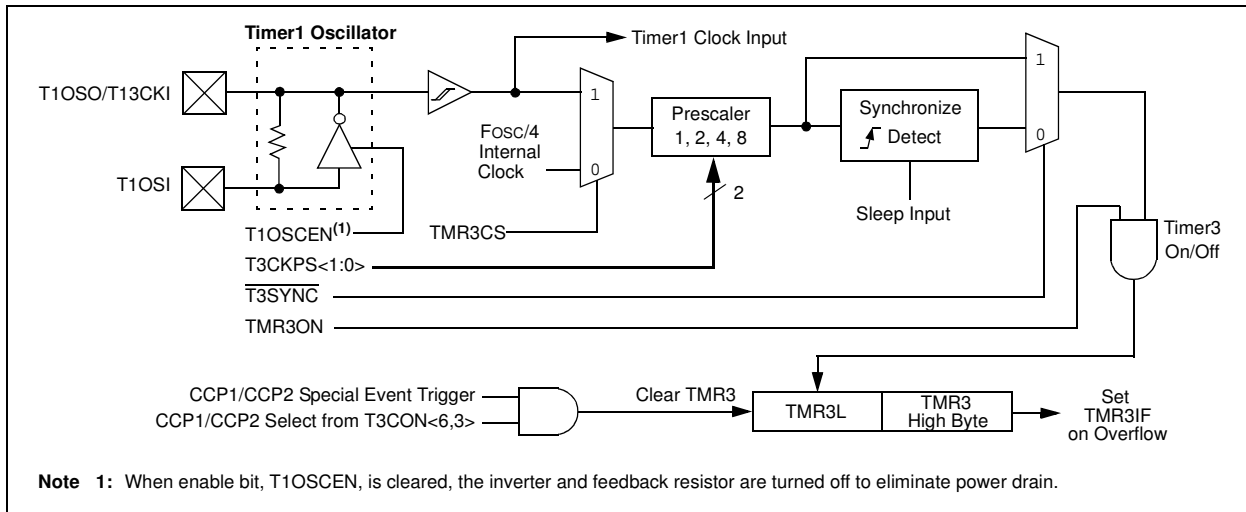 Timer1 Oscillator
Timer1 Clock Input
T1OSO/T13CKI
T1OSI
1
0
FOSC/4
Internal
Clock
Prescaler
1, 2, 4, 8
2
Synchronize
Detect
Sleep Input
1
0
T1OSCEN(1)
TMR3CS
T3CKPS<1:0>
T3SYNC
TMR3ON
Timer3
On/Off
CCP1/CCP2 Special Event Trigger
CCP1/CCP2 Select from T3CON<6,3>
Clear TMR3
TMR3L
TMR3
High Byte
Set
TMR3IF
on Overflow
Note 1: When enable bit, T1OSCEN, is cleared, the inverter and feedback resistor are turned off to eliminate power drain.